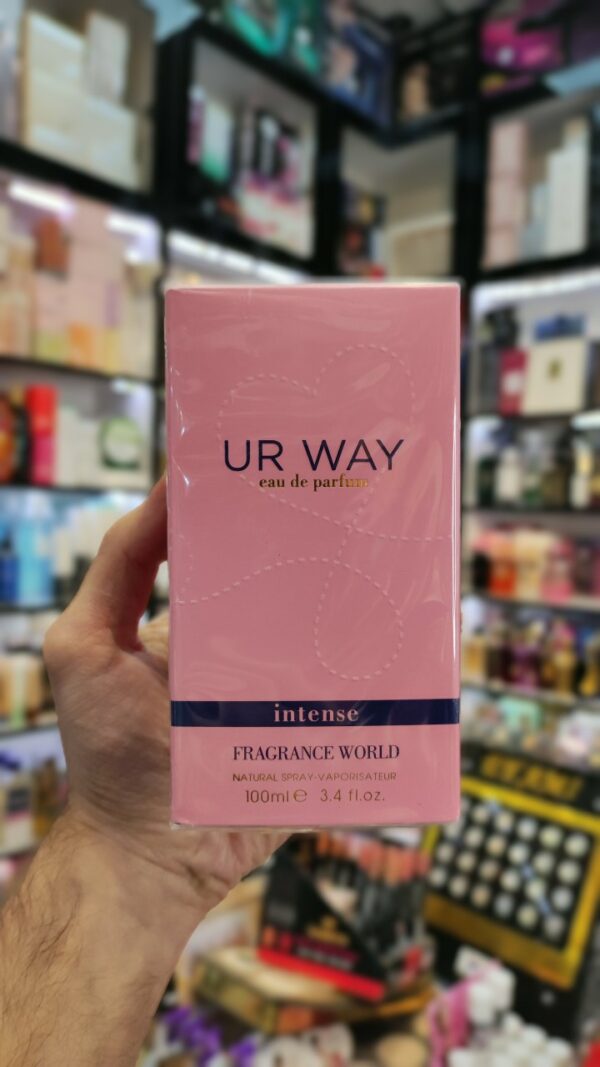 UR WAY
eau de parfum
intense
FRAGRANCE WORLD
NATURAL SPRAY-VAPORISATEUR
100ml ℮ 3.4 fl.oz.